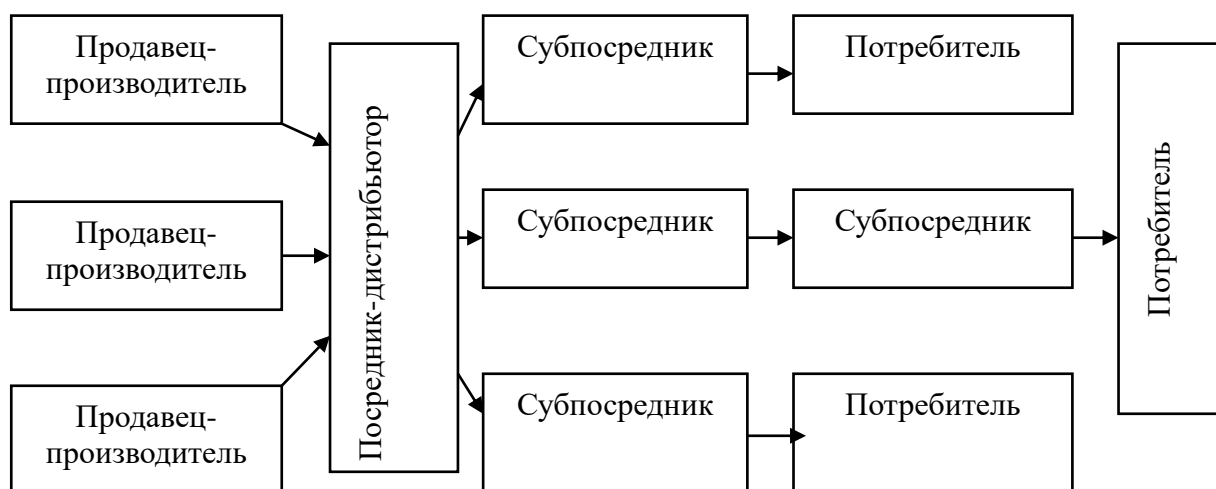 Продавец-
производитель
Продавец-
производитель
Продавец-
производитель
Посредник-дистрибьютор
Субпосредник
Потребитель
Субпосредник
Субпосредник
Субпосредник
Потребитель
Потребитель